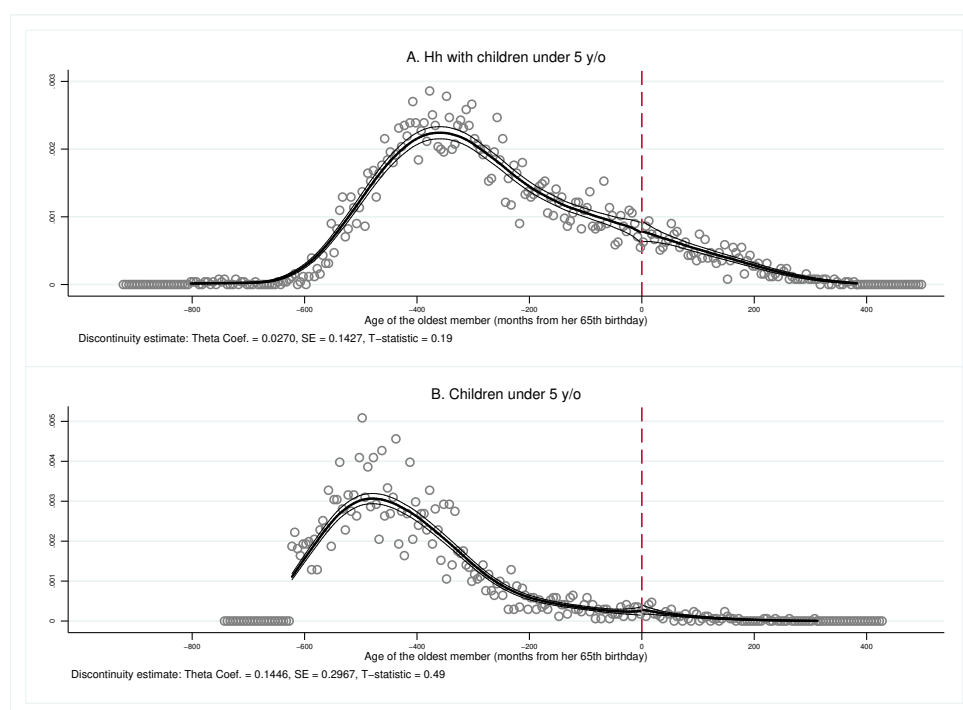 A. Hh with children under 5 y/o
.003
.002
.001
0
−800 −600 −400 −200 0 200 400
Age of the oldest member (months from her 65th birthday)
Discontinuity estimate: Theta Coef. = 0.0270, SE = 0.1427, T−statistic = 0.19
B. Children under 5 y/o
.005
.004
.003
.002
.001
0
−800 −600 −400 −200 0 200 400
Age of the oldest member (months from her 65th birthday)
Discontinuity estimate: Theta Coef. = 0.1446, SE = 0.2967, T−statistic = 0.49